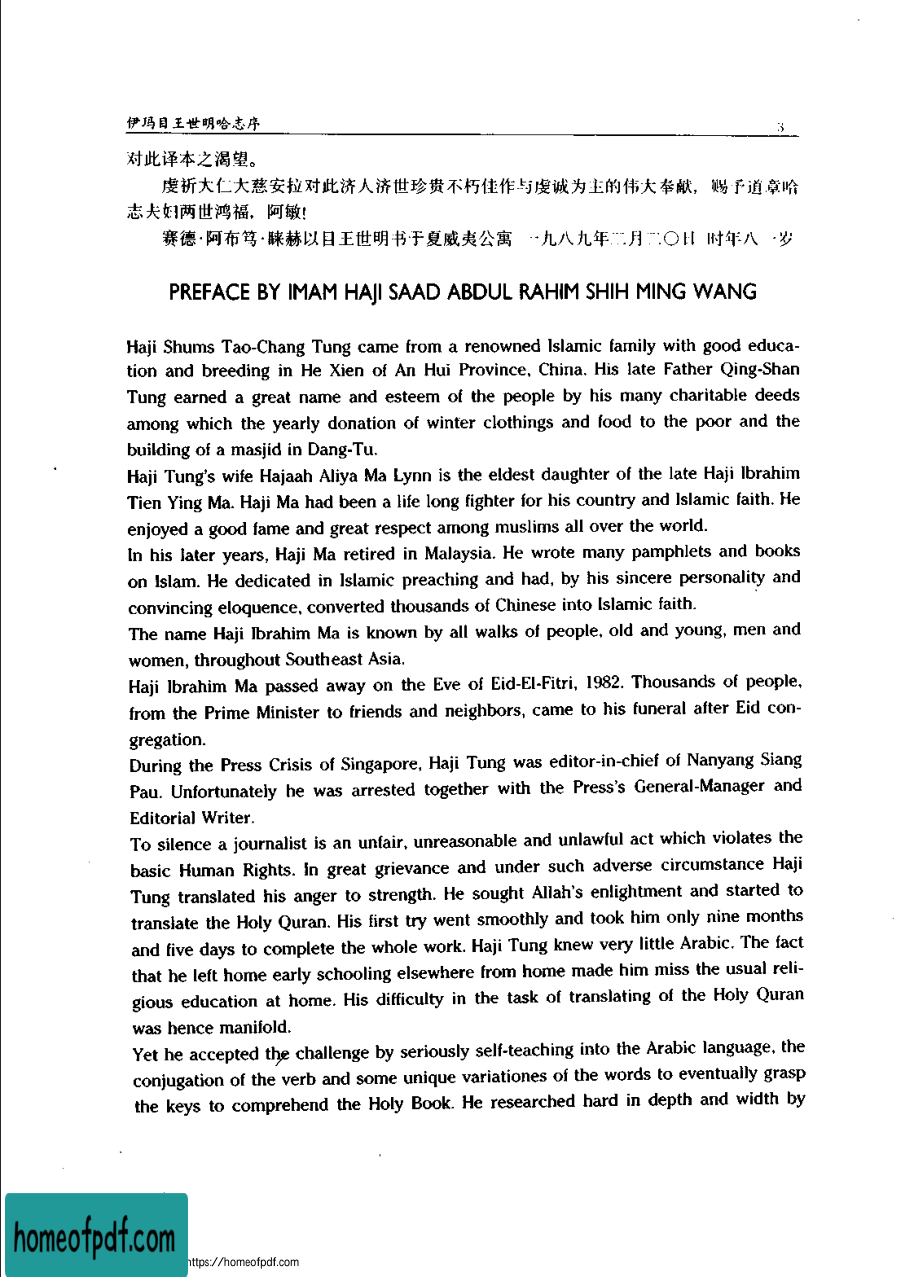 伊玛目王世明哈志序 3
对此译本之渴望。
虔祈大仁大慈安拉对此济人济世珍贵不朽佳作与虔诚为主的伟大奉献，赐予道章哈
志夫妇两世鸿福，阿敏!
赛德·阿布笃·睐赫以目王世明书于夏威夷公寓 一九八九年二月二〇日 时年八一岁
PREFACE BY IMAM HAJI SAAD ABDUL RAHIM SHIH MING WANG
Haji Shums Tao-Chang Tung came from a renowned Islamic family with good educa-
tion and breeding in He Xien of An Hui Province, China. His late Father Qing-Shan
Tung earned a great name and esteem of the people by his many charitable deeds
among which the yearly donation of winter clothings and food to the poor and the
building of a masjid in Dang-Tu.
Haji Tung's wife Hajaah Aliya Ma Lynn is the eldest daughter of the late Haji Ibrahim
Tien Ying Ma. Haji Ma had been a life long fighter for his country and Islamic faith. He
enjoyed a good fame and great respect among muslims all over the world.
In his later years, Haji Ma retired in Malaysia. He wrote many pamphlets and books
on Islam. He dedicated in Islamic preaching and had, by his sincere personality and
convincing eloquence, converted thousands of Chinese into Islamic faith.
The name Haji Ibrahim Ma is known by all walks of people, old and young, men and
women, throughout Southeast Asia.
Haji Ibrahim Ma passed away on the Eve of Eid-El-Fitri, 1982. Thousands of people,
from the Prime Minister to friends and neighbors, came to his funeral after Eid con-
gregation.
During the Press Crisis of Singapore, Haji Tung was editor-in-chief of Nanyang Siang
Pau. Unfortunately he was arrested together with the Press's General-Manager and
Editorial Writer.
To silence a journalist is an unfair, unreasonable and unlawful act which violates the
basic Human Rights. In great grievance and under such adverse circumstance Haji
Tung translated his anger to strength. He sought Allah's enlightment and started to
translate the Holy Quran. His first try went smoothly and took him only nine months
and five days to complete the whole work. Haji Tung knew very little Arabic. The fact
that he left home early schooling elsewhere from home made him miss the usual reli-
gious education at home. His difficulty in the task of translating of the Holy Quran
was hence manifold.
Yet he accepted the challenge by seriously self-teaching into the Arabic language, the
conjugation of the verb and some unique variationes of the words to eventually grasp
the keys to comprehend the Holy Book. He researched hard in depth and width by
homeofpdf.com
https://homeofpdf.com